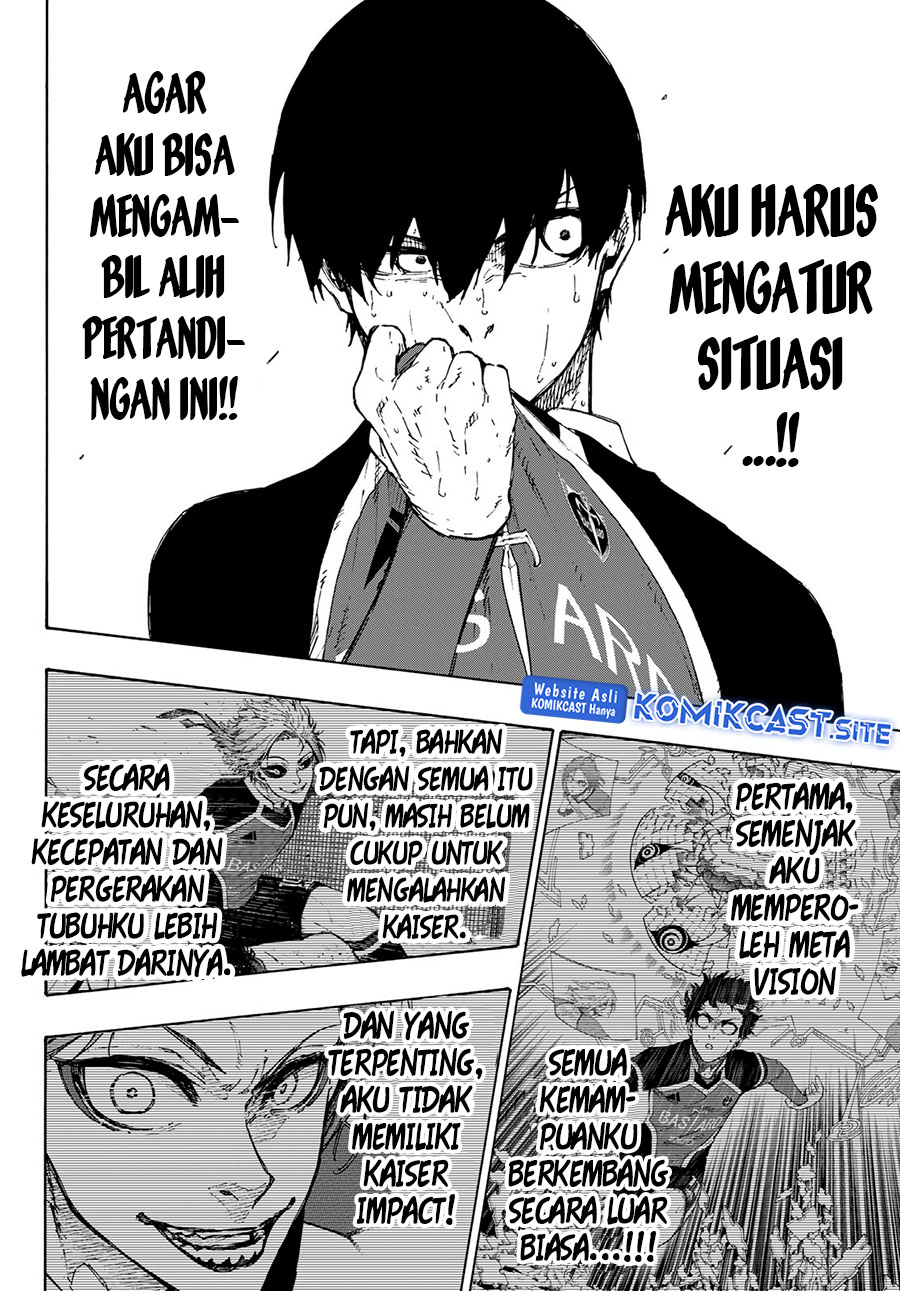 AKU HARUS
MENGATUR
SITUASI
...!!
AGAR
AKU BISA
MENGAM-
BIL ALIH
PERTANDI-
NGAN INI!!
S ARD
Website Asli
KOMIKCAST Hanya
KOMIKCAST.SITE
PERTAMA,
SEMENJAK
AKU
MEMPERO-
LEH META
VISION
SEMUA
KEMAM-
PUANKU
BERKEMBANG
SECARA LUAR
BIASA...!!!
BASTARD
TAPI, BAHKAN
DENGAN SEMUA ITU
PUN, MASIH BELUM
CUKUP UNTUK
MENGALAHKAN
KAISER.
SECARA
KESELURUHAN,
KECEPATAN DAN
PERGERAKAN
TUBUHKU LEBIH
LAMBAT DARINYA.
DAN YANG
TERPENTING,
AKU TIDAK
MEMILIKI
KAISER
IMPACT!